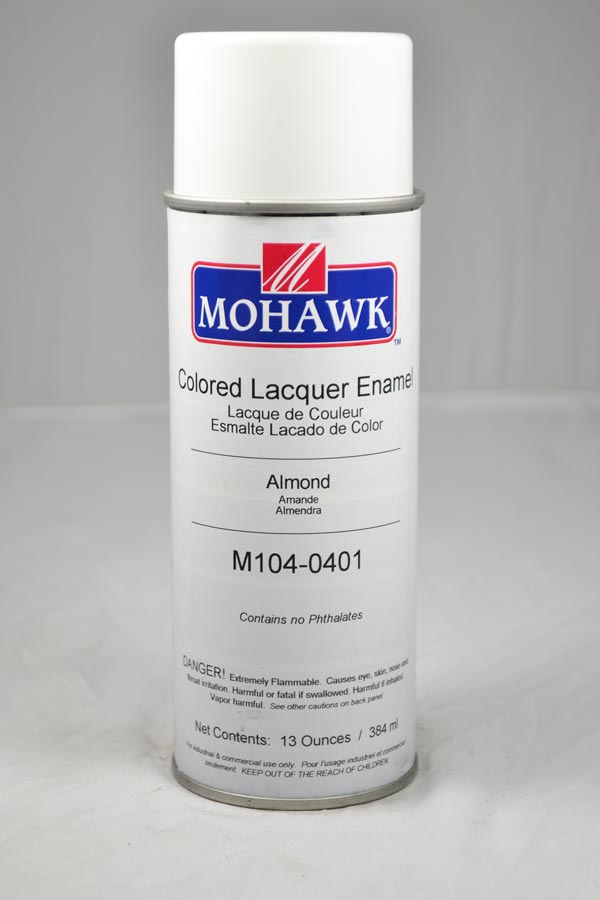 M
MOHAWK®
™
Colored Lacquer Enamel
Lacque de Couleur
Esmalte Lacado de Color
Almond
Amande
Almendra
M104-0401
Contains no Phthalates
DANGER! Extremely Flammable. Causes eye, skin, nose and
throat irritation. Harmful or fatal if swallowed. Harmful if inhaled.
Vapor harmful. See other cautions on back panel.
Net Contents: 13 Ounces / 384 ml
For industrial & commercial use only. Pour l'usage industriel et commercial
seulement. KEEP OUT OF THE REACH OF CHILDREN.